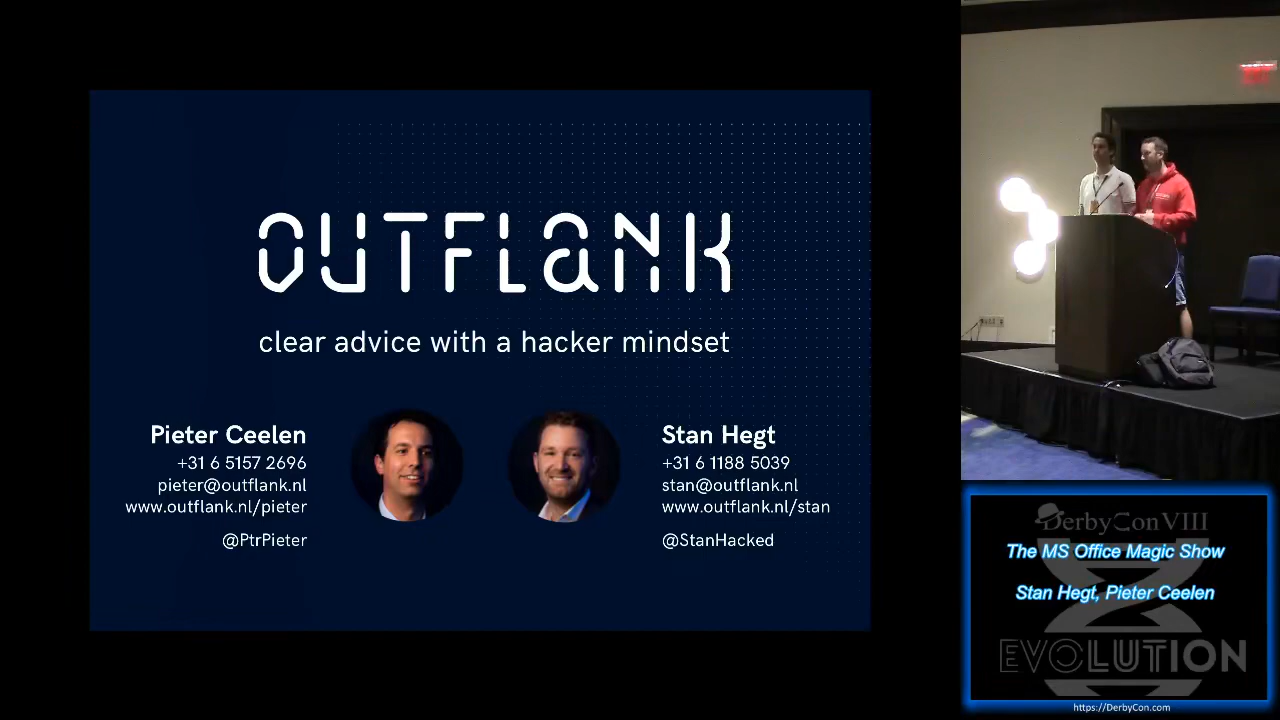 OUTFLANK
clear advice with a hacker mindset
Pieter Ceelen
+31 6 5157 2696
pieter@outflank.nl
www.outflank.nl/pieter
@PtrPieter
Stan Hegt
+31 6 1188 5039
stan@outflank.nl
www.outflank.nl/stan
@StanHacked
EXIT
DerbyCon VIII
The MS Office Magic Show
Stan Hegt, Pieter Ceelen
EVOLUTION
https://DerbyCon.com